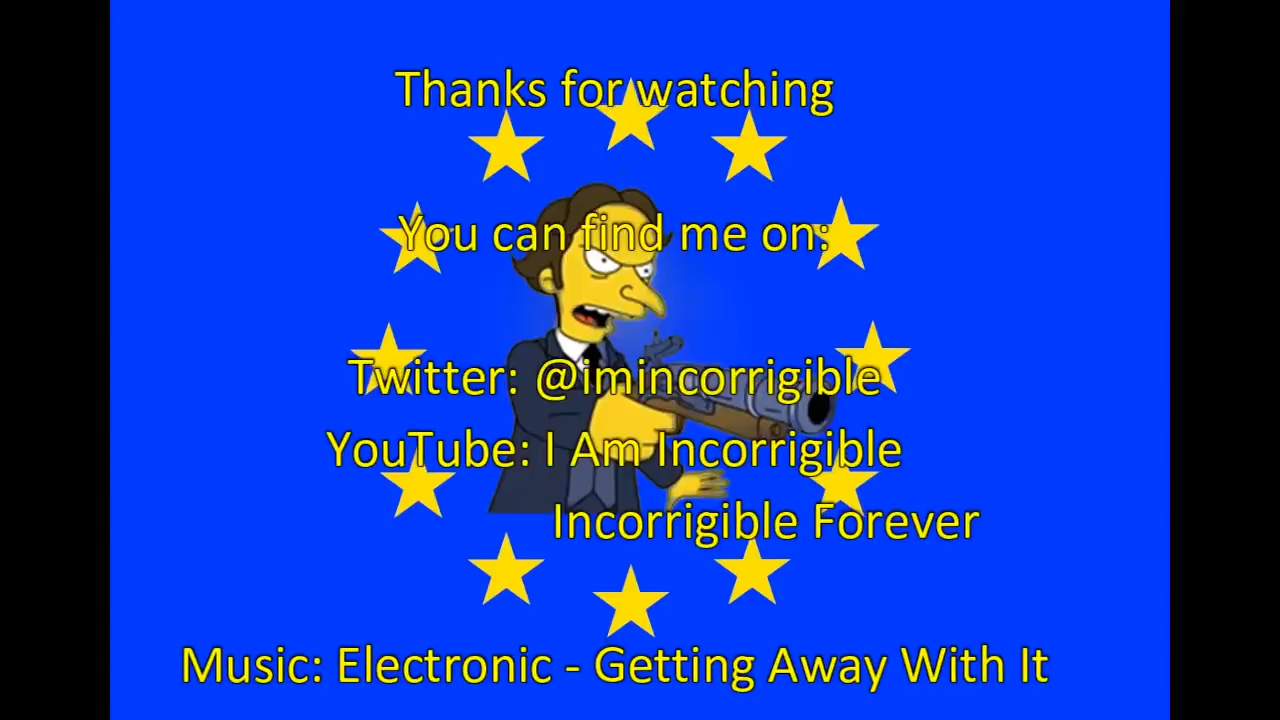 Thanks for watching
You can find me on:
Twitter: @imincorrigible
YouTube: I Am Incorrigible
Incorrigible Forever
Music: Electronic - Getting Away With It